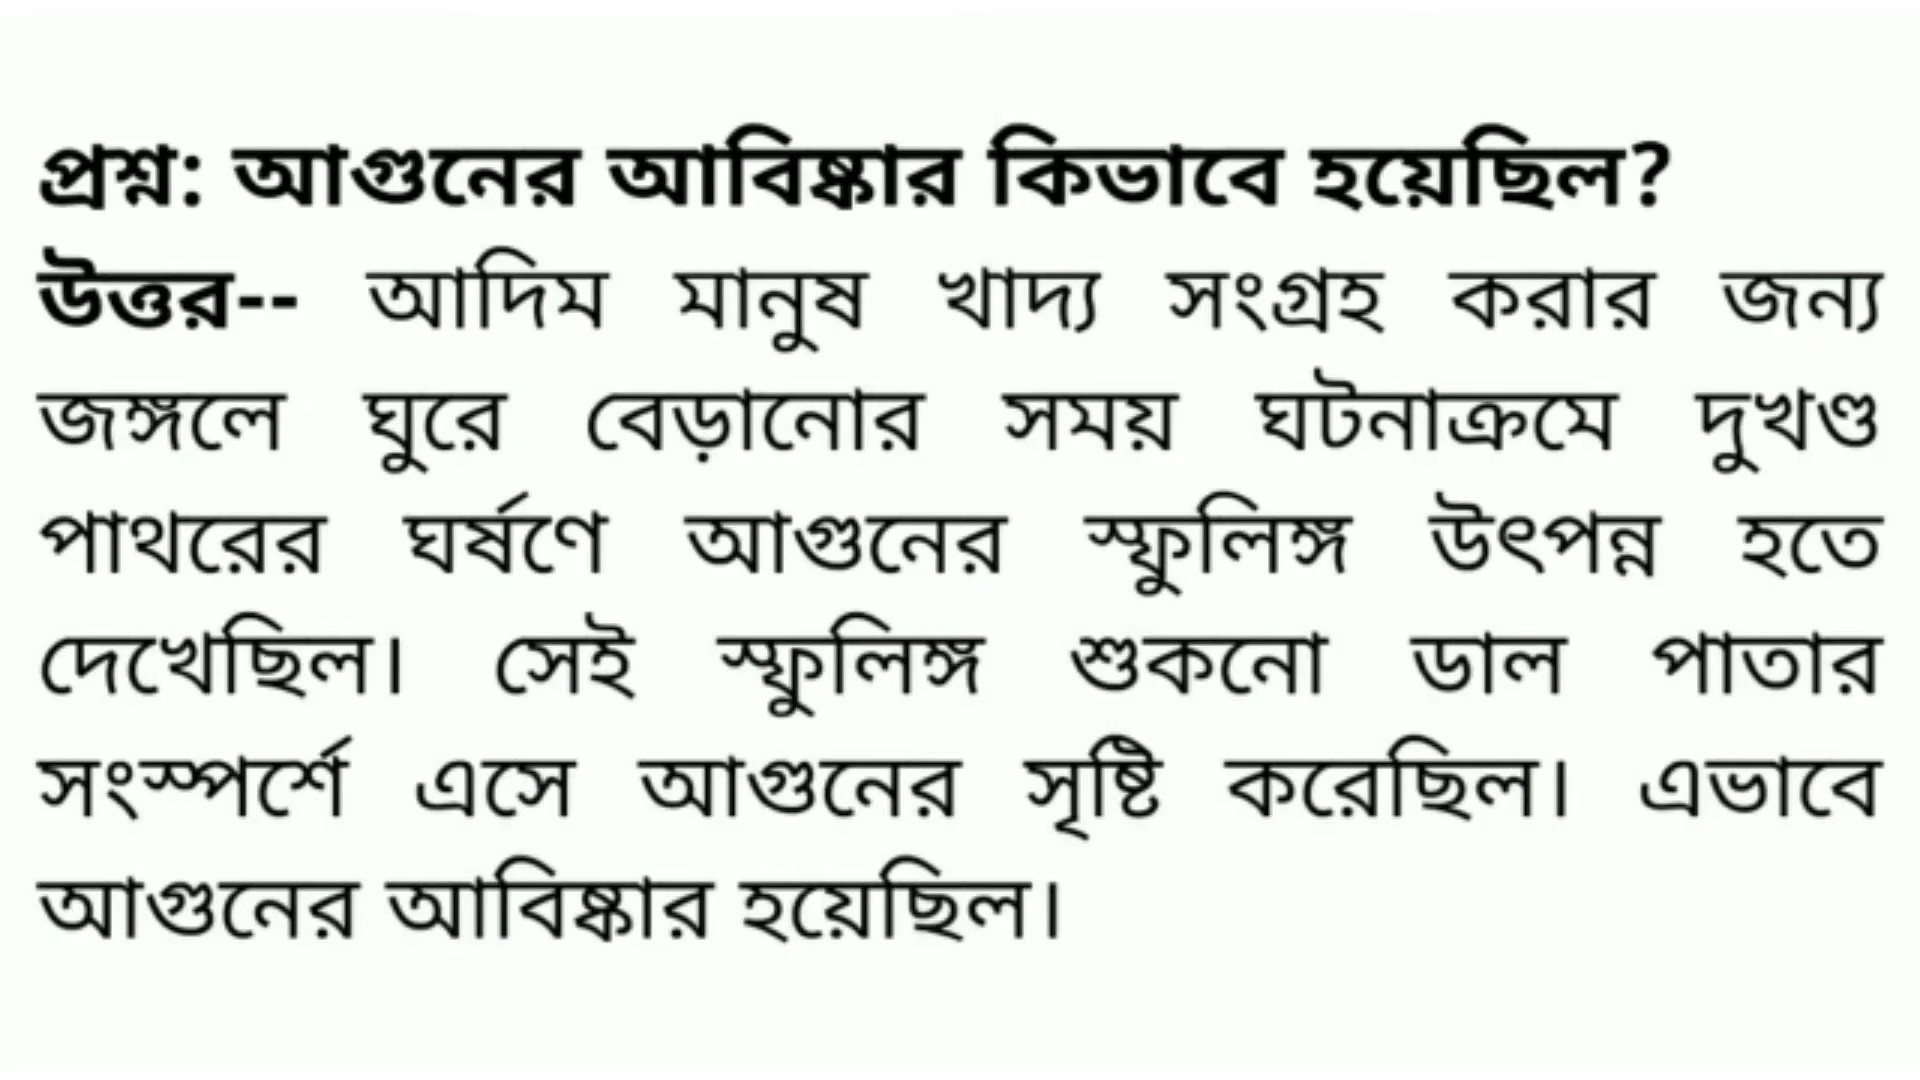 প্রশ্ন: আগুনের আবিষ্কার কিভাবে হয়েছিল?
উত্তর-- আদিম মানুষ খাদ্য সংগ্রহ করার জন্য
জঙ্গলে ঘুরে বেড়ানোর সময় ঘটনাক্রমে দুখণ্ড
পাথরের ঘর্ষণে আগুনের স্ফুলিঙ্গ উৎপন্ন হতে
দেখেছিল। সেই স্ফুলিঙ্গ শুকনো ডাল পাতার
সংস্পর্শে এসে আগুনের সৃষ্টি করেছিল। এভাবে
আগুনের আবিষ্কার হয়েছিল।